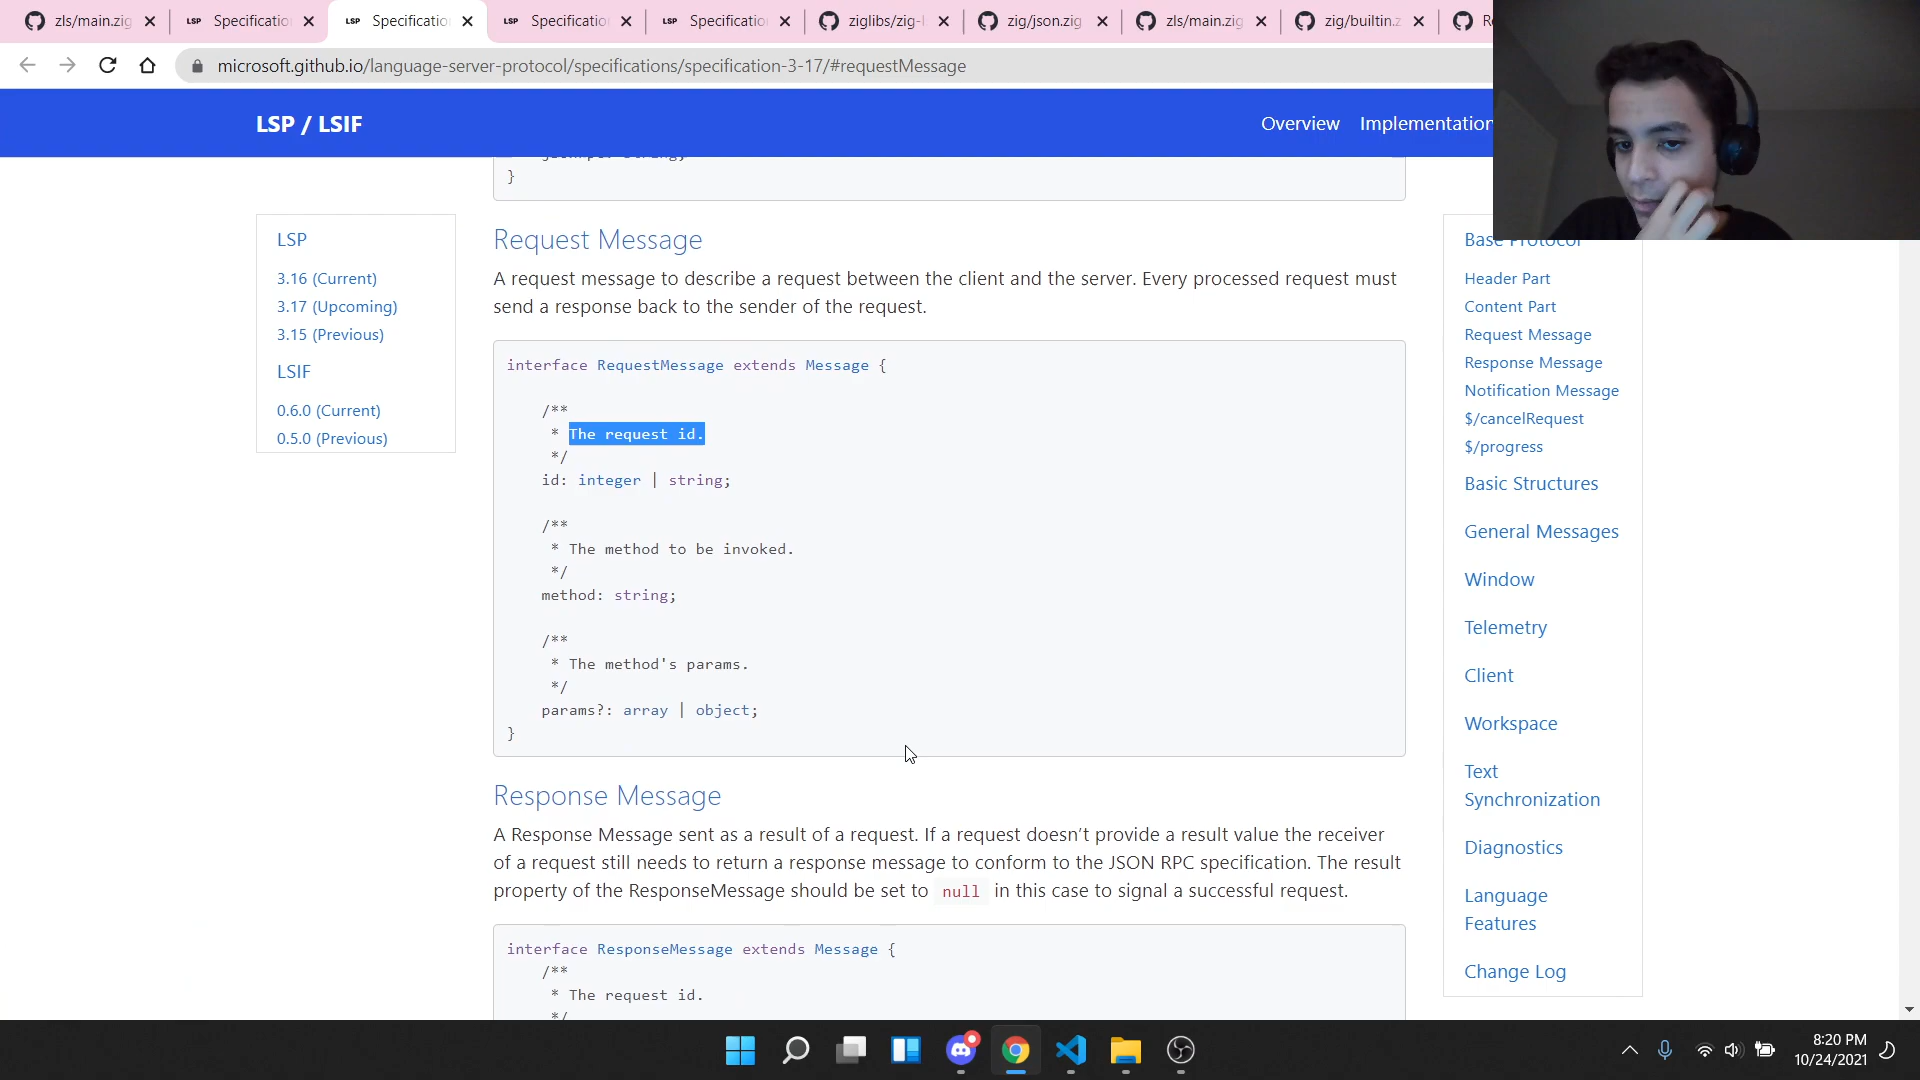 zls/main.zig
LSP Specificatio
LSP Specificatio
LSP Specificatio
LSP Specificatio
ziglibs/zig-
zig/json.zig
zls/main.zig
zig/builtin.z
microsoft.github.io/language-server-protocol/specifications/specification-3-17/#requestMessage
LSP / LSIF
Overview
Implementation
}
LSP
3.16 (Current)
3.17 (Upcoming)
3.15 (Previous)
LSIF
0.6.0 (Current)
0.5.0 (Previous)
Request Message
A request message to describe a request between the client and the server. Every processed request must
send a response back to the sender of the request.
interface RequestMessage extends Message {
/**
* The request id.
*/
id: integer | string;
/**
* The method to be invoked.
*/
method: string;
/**
* The method's params.
*/
params?: array | object;
}
Response Message
A Response Message sent as a result of a request. If a request doesn’t provide a result value the receiver
of a request still needs to return a response message to conform to the JSON RPC specification. The result
property of the ResponseMessage should be set to null in this case to signal a successful request.
interface ResponseMessage extends Message {
/**
* The request id.
*/
Base Protocol
Header Part
Content Part
Request Message
Response Message
Notification Message
$/cancelRequest
$/progress
Basic Structures
General Messages
Window
Telemetry
Client
Workspace
Text
Synchronization
Diagnostics
Language
Features
Change Log
8:20 PM
10/24/2021